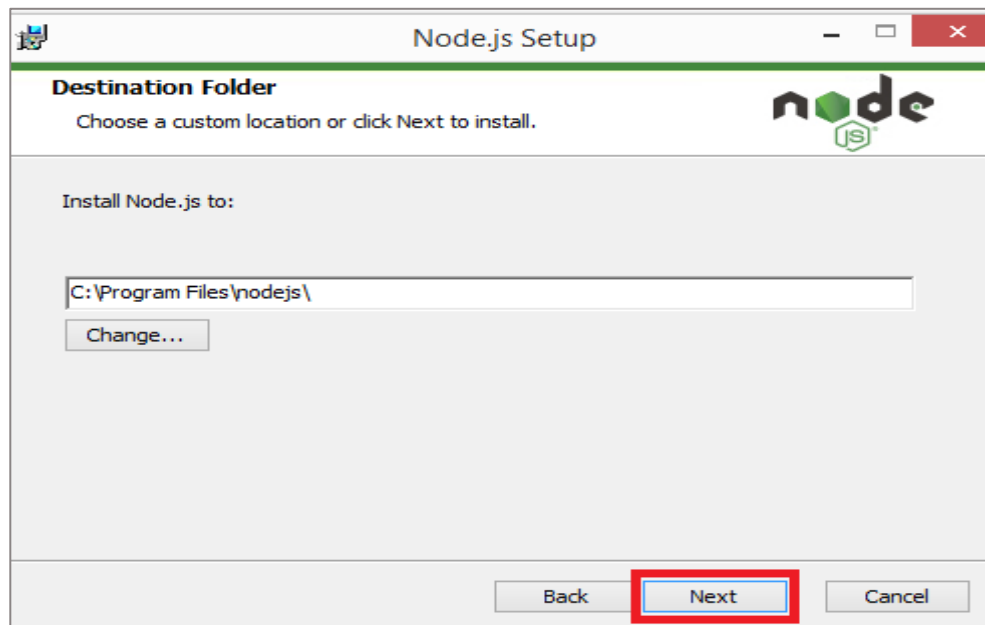 Node.js Setup
Destination Folder
Choose a custom location or click Next to install.
node
JS
Install Node.js to:
C:\Program Files\nodejs\
Change...
Back Next Cancel